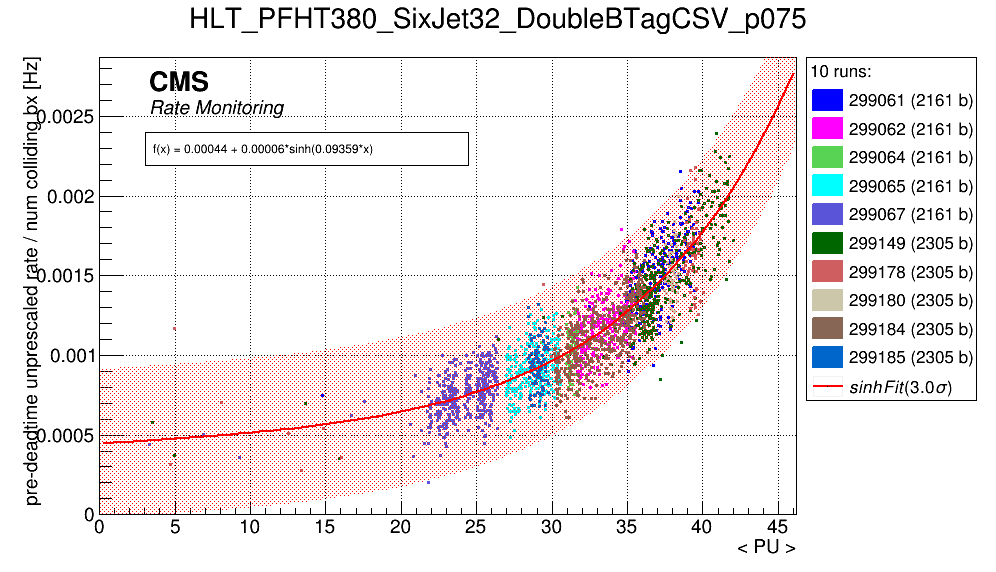 HLT_PFHT380_SixJet32_DoubleBTagCSV_p075
pre-deadtime unprescaled rate / num colliding bx [Hz]
CMS
Rate Monitoring
f(x) = 0.00044 + 0.00006*sinh(0.09359*x)
0.0025
0.002
0.0015
0.001
0.0005
0
0 5 10 15 20 25 30 35 40 45
< PU >
10 runs:
299061 (2161 b)
299062 (2161 b)
299064 (2161 b)
299065 (2161 b)
299067 (2161 b)
299149 (2305 b)
299178 (2305 b)
299180 (2305 b)
299184 (2305 b)
299185 (2305 b)
sinhFit(3.0σ)